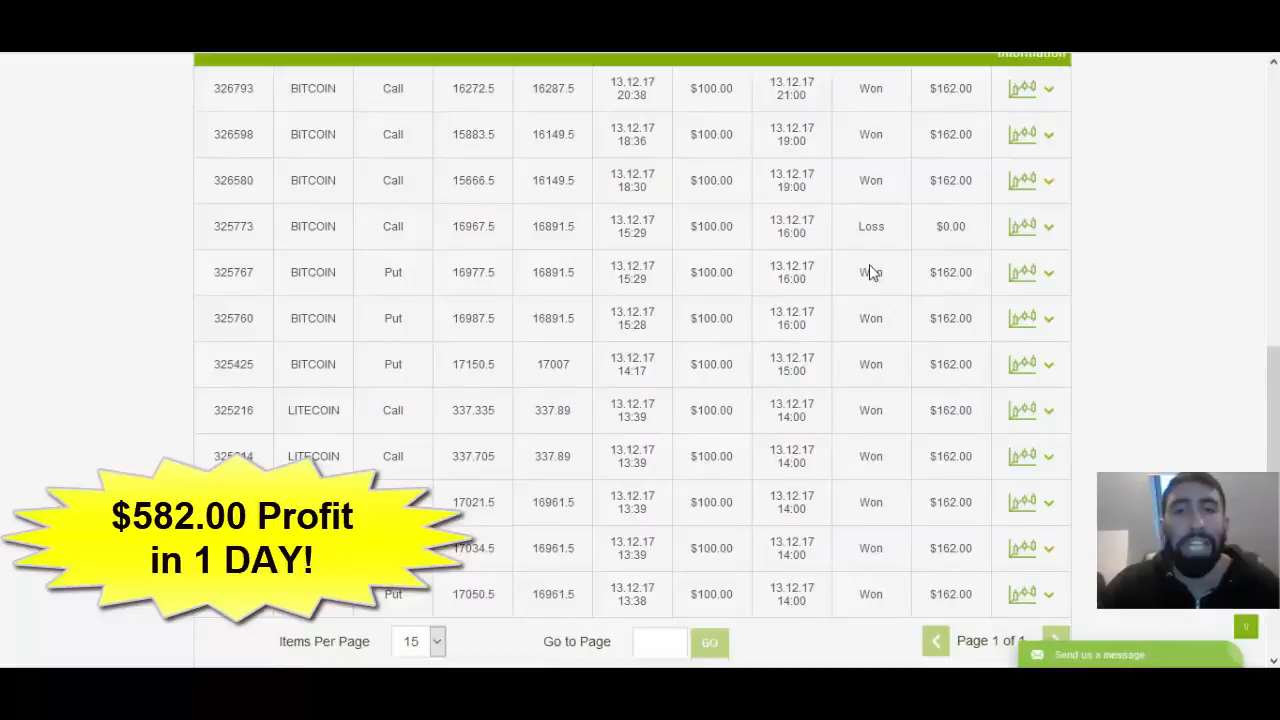 Information
326793 BITCOIN Call 16272.5 16287.5 13.12.17 20:38 $100.00 13.12.17 21:00 Won $162.00
326598 BITCOIN Call 15883.5 16149.5 13.12.17 18:36 $100.00 13.12.17 19:00 Won $162.00
326580 BITCOIN Call 15666.5 16149.5 13.12.17 18:30 $100.00 13.12.17 19:00 Won $162.00
325773 BITCOIN Call 16967.5 16891.5 13.12.17 15:29 $100.00 13.12.17 16:00 Loss $0.00
325767 BITCOIN Put 16977.5 16891.5 13.12.17 15:29 $100.00 13.12.17 16:00 Won $162.00
325760 BITCOIN Put 16987.5 16891.5 13.12.17 15:28 $100.00 13.12.17 16:00 Won $162.00
325425 BITCOIN Put 17150.5 17007 13.12.17 14:17 $100.00 13.12.17 15:00 Won $162.00
325216 LITECOIN Call 337.335 337.89 13.12.17 13:39 $100.00 13.12.17 14:00 Won $162.00
LITECOIN Call 337.705 337.89 13.12.17 13:39 $100.00 13.12.17 14:00 Won $162.00
17021.5 16961.5 13.12.17 13:39 $100.00 13.12.17 14:00 Won $162.00
17034.5 16961.5 13.12.17 13:39 $100.00 13.12.17 14:00 Won $162.00
Put 17050.5 16961.5 13.12.17 13:38 $100.00 13.12.17 14:00 Won $162.00
$582.00 Profit
in 1 DAY!
Items Per Page 15 Go to Page GO Page 1 of 1
Send us a message